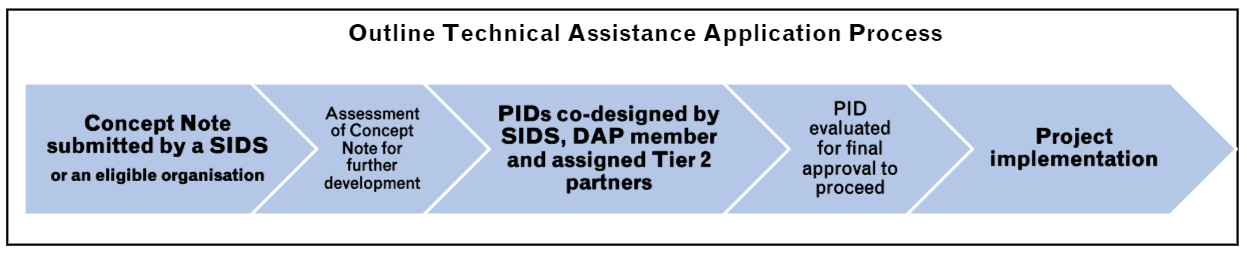 Outline Technical Assistance Application Process
Concept Note
submitted by a SIDS
or an eligible organisation
Assessment
of Concept
Note for
further
development
PIDs co-designed by
SIDS, DAP member
and assigned Tier 2
partners
PID
evaluated
for final
approval to
proceed
Project
implementation